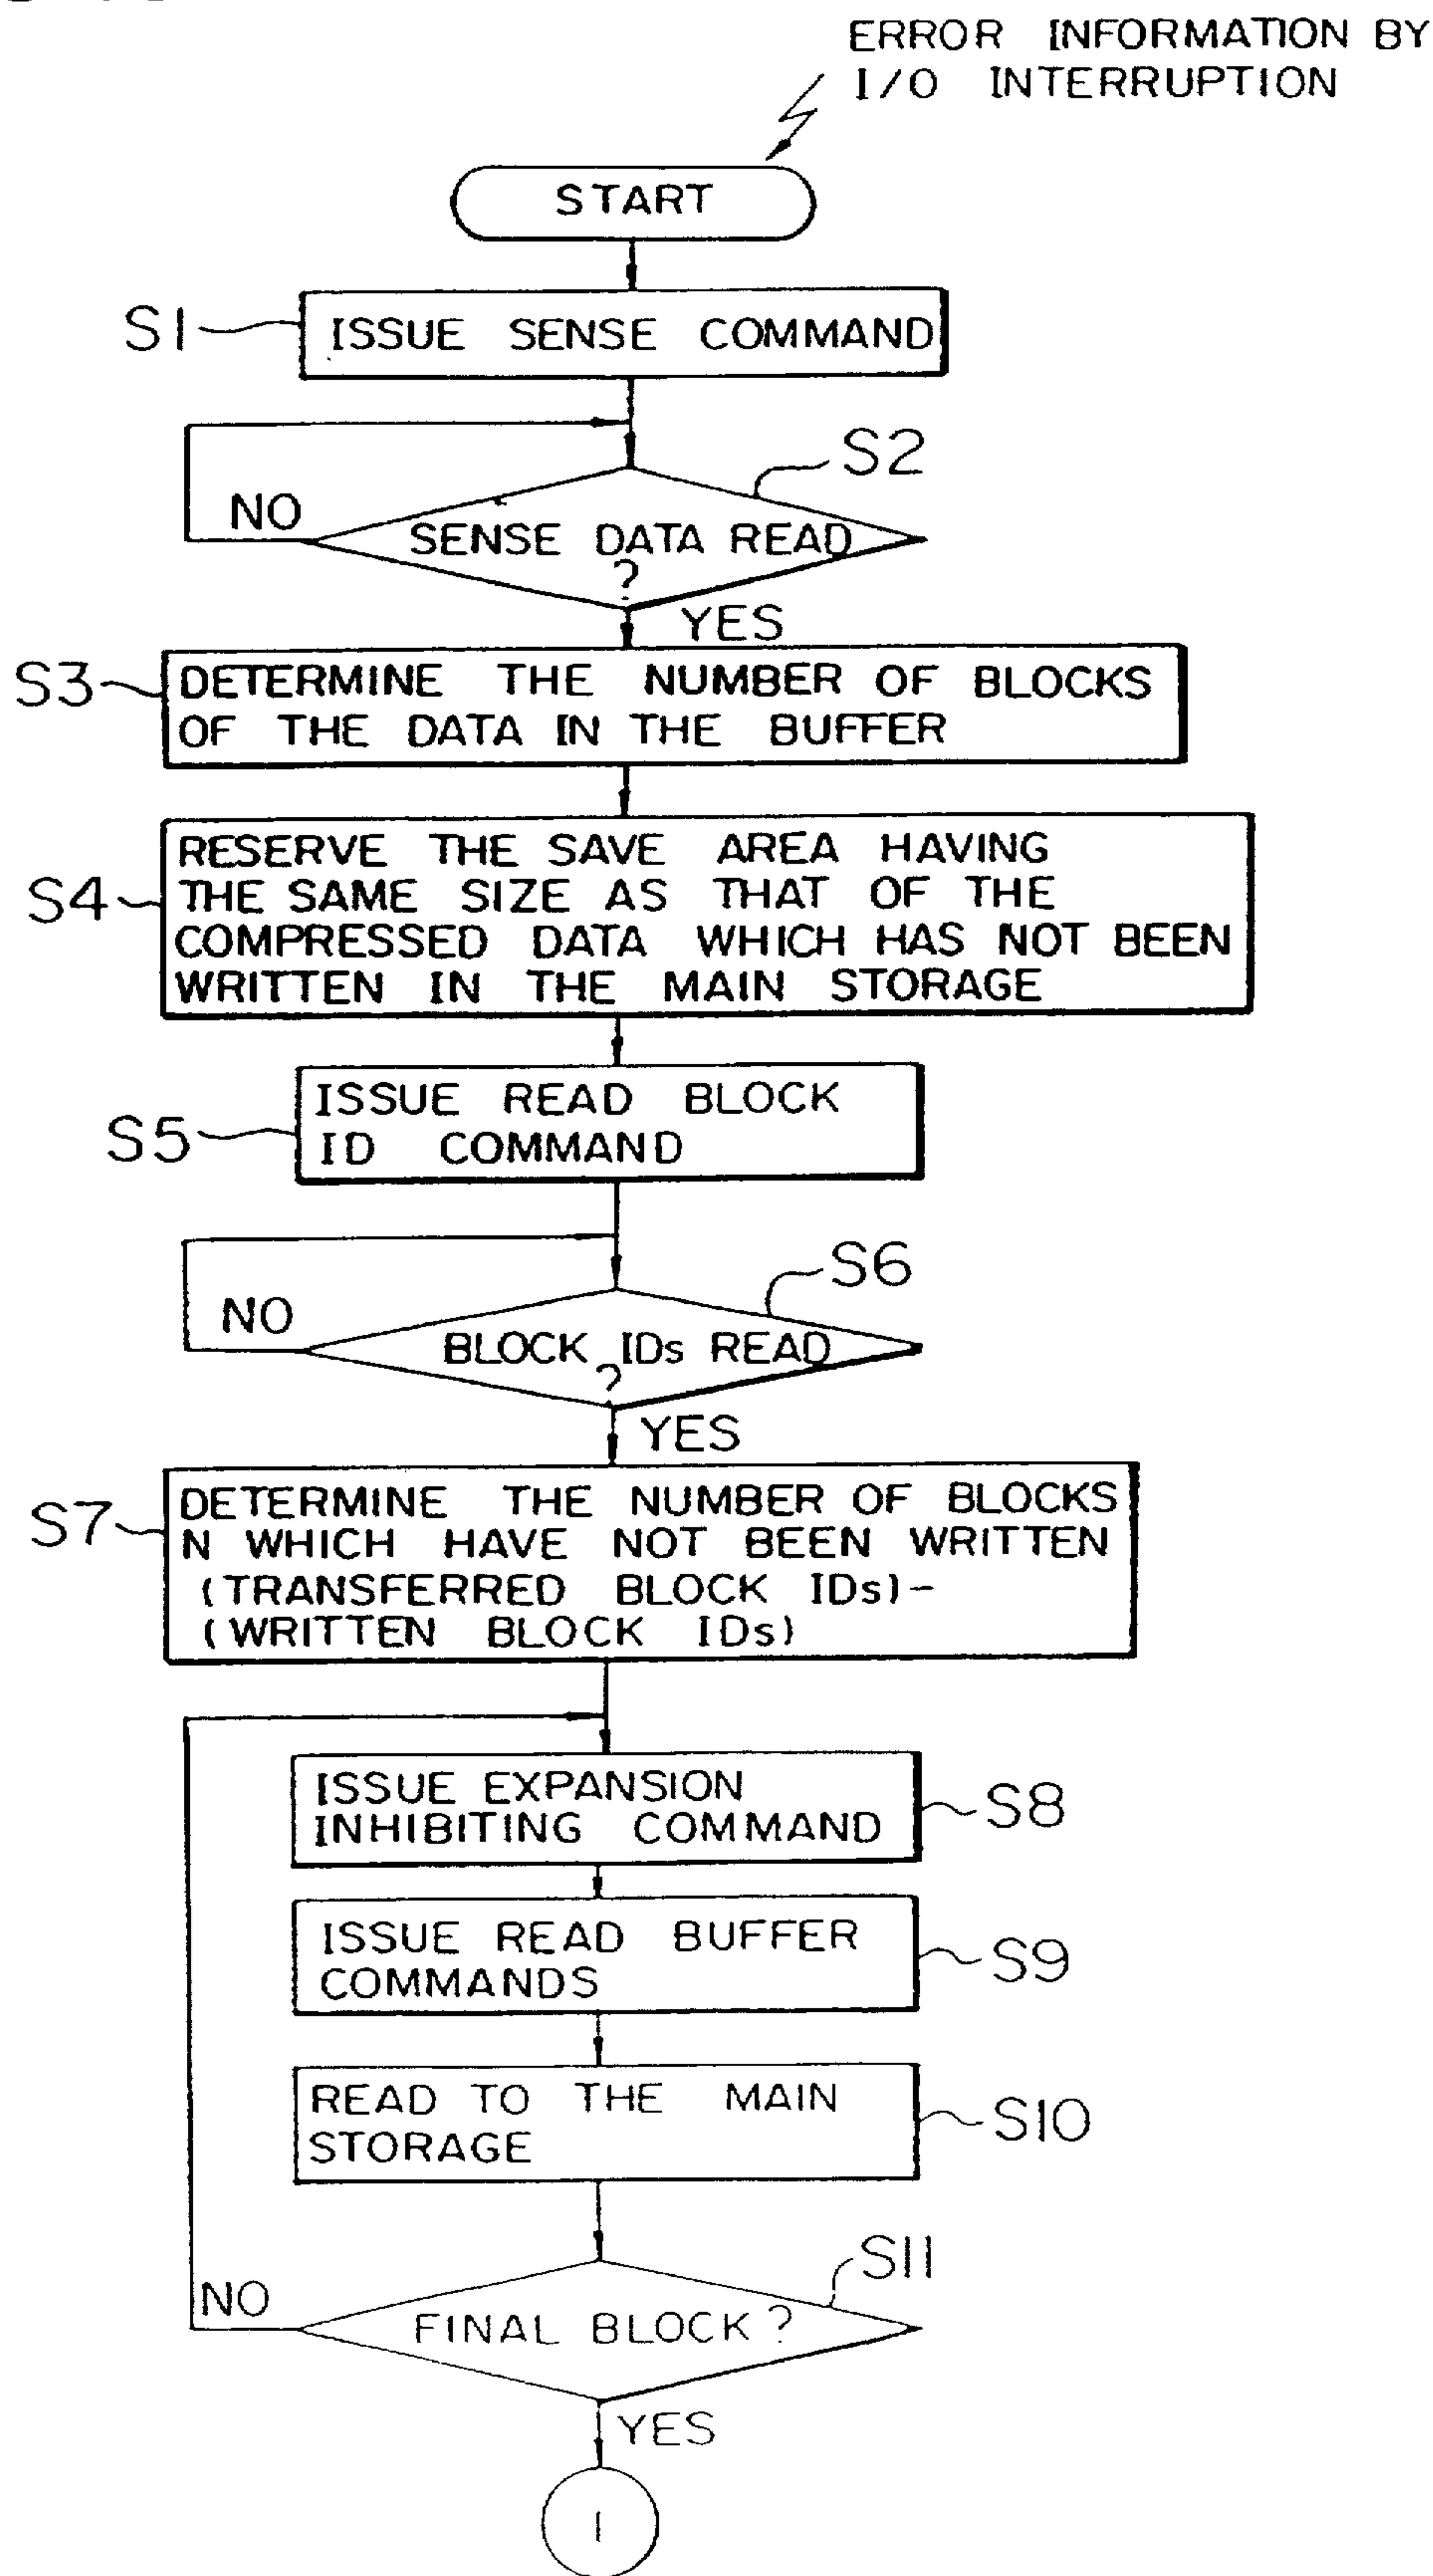 ERROR INFORMATION BY
I/O INTERRUPTION
START
S1
ISSUE SENSE COMMAND
S2
NO
SENSE DATA READ
?
YES
S3
DETERMINE THE NUMBER OF BLOCKS
OF THE DATA IN THE BUFFER
S4
RESERVE THE SAVE AREA HAVING
THE SAME SIZE AS THAT OF THE
COMPRESSED DATA WHICH HAS NOT BEEN
WRITTEN IN THE MAIN STORAGE
S5
ISSUE READ BLOCK
ID COMMAND
S6
NO
BLOCK IDs READ
?
YES
S7
DETERMINE THE NUMBER OF BLOCKS
N WHICH HAVE NOT BEEN WRITTEN
(TRANSFERRED BLOCK IDs)-
(WRITTEN BLOCK IDs)
ISSUE EXPANSION
INHIBITING COMMAND
S8
ISSUE READ BUFFER
COMMANDS
S9
READ TO THE MAIN
STORAGE
S10
S11
NO
FINAL BLOCK ?
YES
1